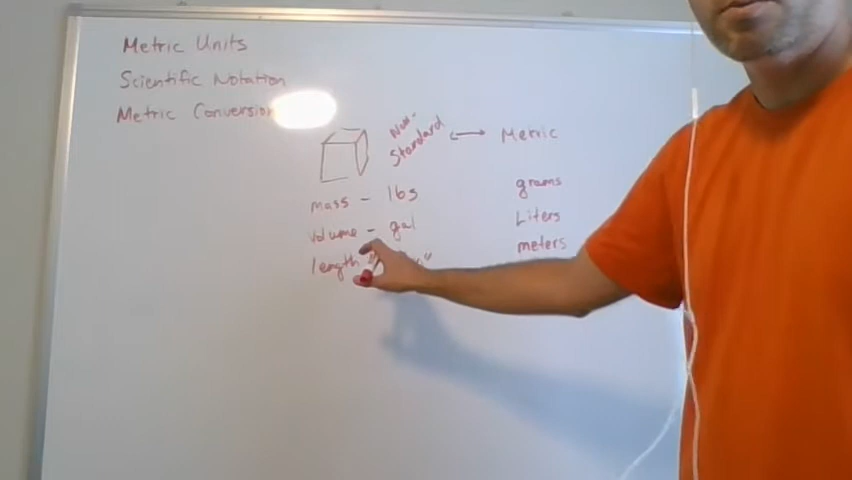 Metric Units
Scientific Notation
Metric Conversion
Non-
Standard ⟷ Metric
mass - lbs grams
volume - gal Liters
length meters